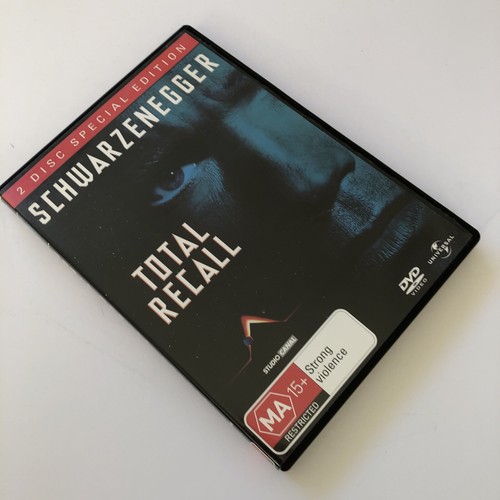 2 DISC SPECIAL EDITION
SCHWARZENEGGER
TOTAL
RECALL
STUDIO CANAL
MA 15+
Strong
violence
RESTRICTED
DVD
VIDEO
UNIVERSAL